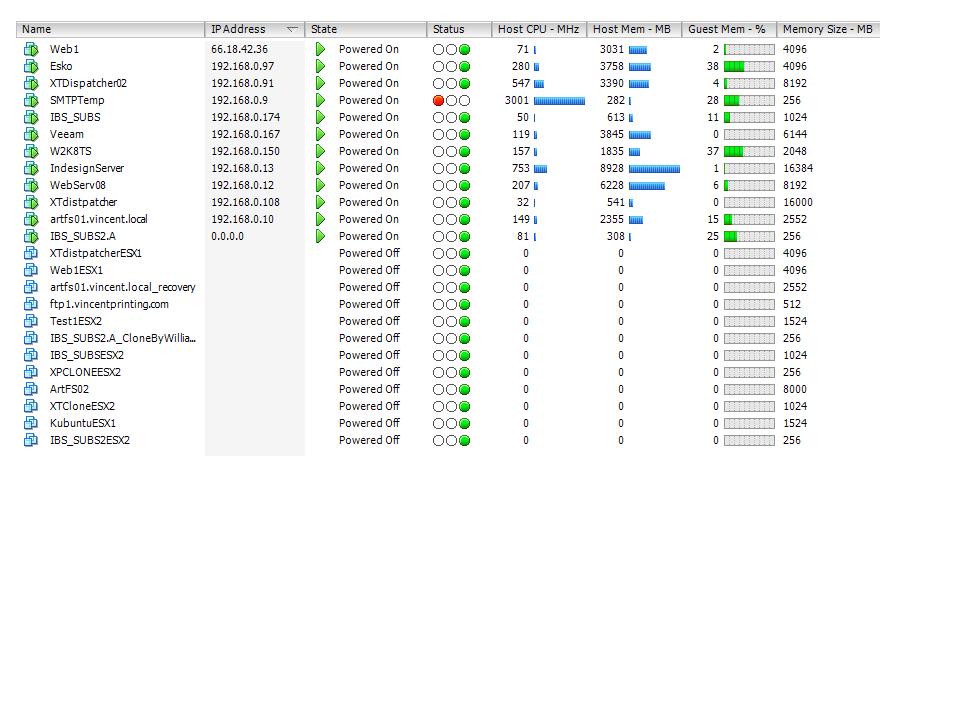 Name IP Address State Status Host CPU - MHz Host Mem - MB Guest Mem - % Memory Size - MB
Web1 66.18.42.36 Powered On 71 3031 2 4096
Esko 192.168.0.97 Powered On 280 3758 38 4096
XTDispatcher02 192.168.0.91 Powered On 547 3390 4 8192
SMTPTemp 192.168.0.9 Powered On 3001 282 28 256
IBS_SUBS 192.168.0.174 Powered On 50 613 11 1024
Veeam 192.168.0.167 Powered On 119 3845 0 6144
W2K8TS 192.168.0.150 Powered On 157 1835 37 2048
IndesignServer 192.168.0.13 Powered On 753 8928 1 16384
WebServ08 192.168.0.12 Powered On 207 6228 6 8192
XTdistpatcher 192.168.0.108 Powered On 32 541 0 16000
artfs01.vincent.local 192.168.0.10 Powered On 149 2355 15 2552
IBS_SUBS2.A 0.0.0.0 Powered On 81 308 25 256
XTdistpatcherESX1 Powered Off 0 0 0 4096
Web1ESX1 Powered Off 0 0 0 4096
artfs01.vincent.local_recovery Powered Off 0 0 0 2552
ftp1.vincentprinting.com Powered Off 0 0 0 512
Test1ESX2 Powered Off 0 0 0 1524
IBS_SUBS2.A_CloneByWillia... Powered Off 0 0 0 256
IBS_SUBSESX2 Powered Off 0 0 0 1024
XPCLONEESX2 Powered Off 0 0 0 256
ArtFS02 Powered Off 0 0 0 8000
XTCloneESX2 Powered Off 0 0 0 1024
KubuntuESX1 Powered Off 0 0 0 1524
IBS_SUBS2ESX2 Powered Off 0 0 0 256